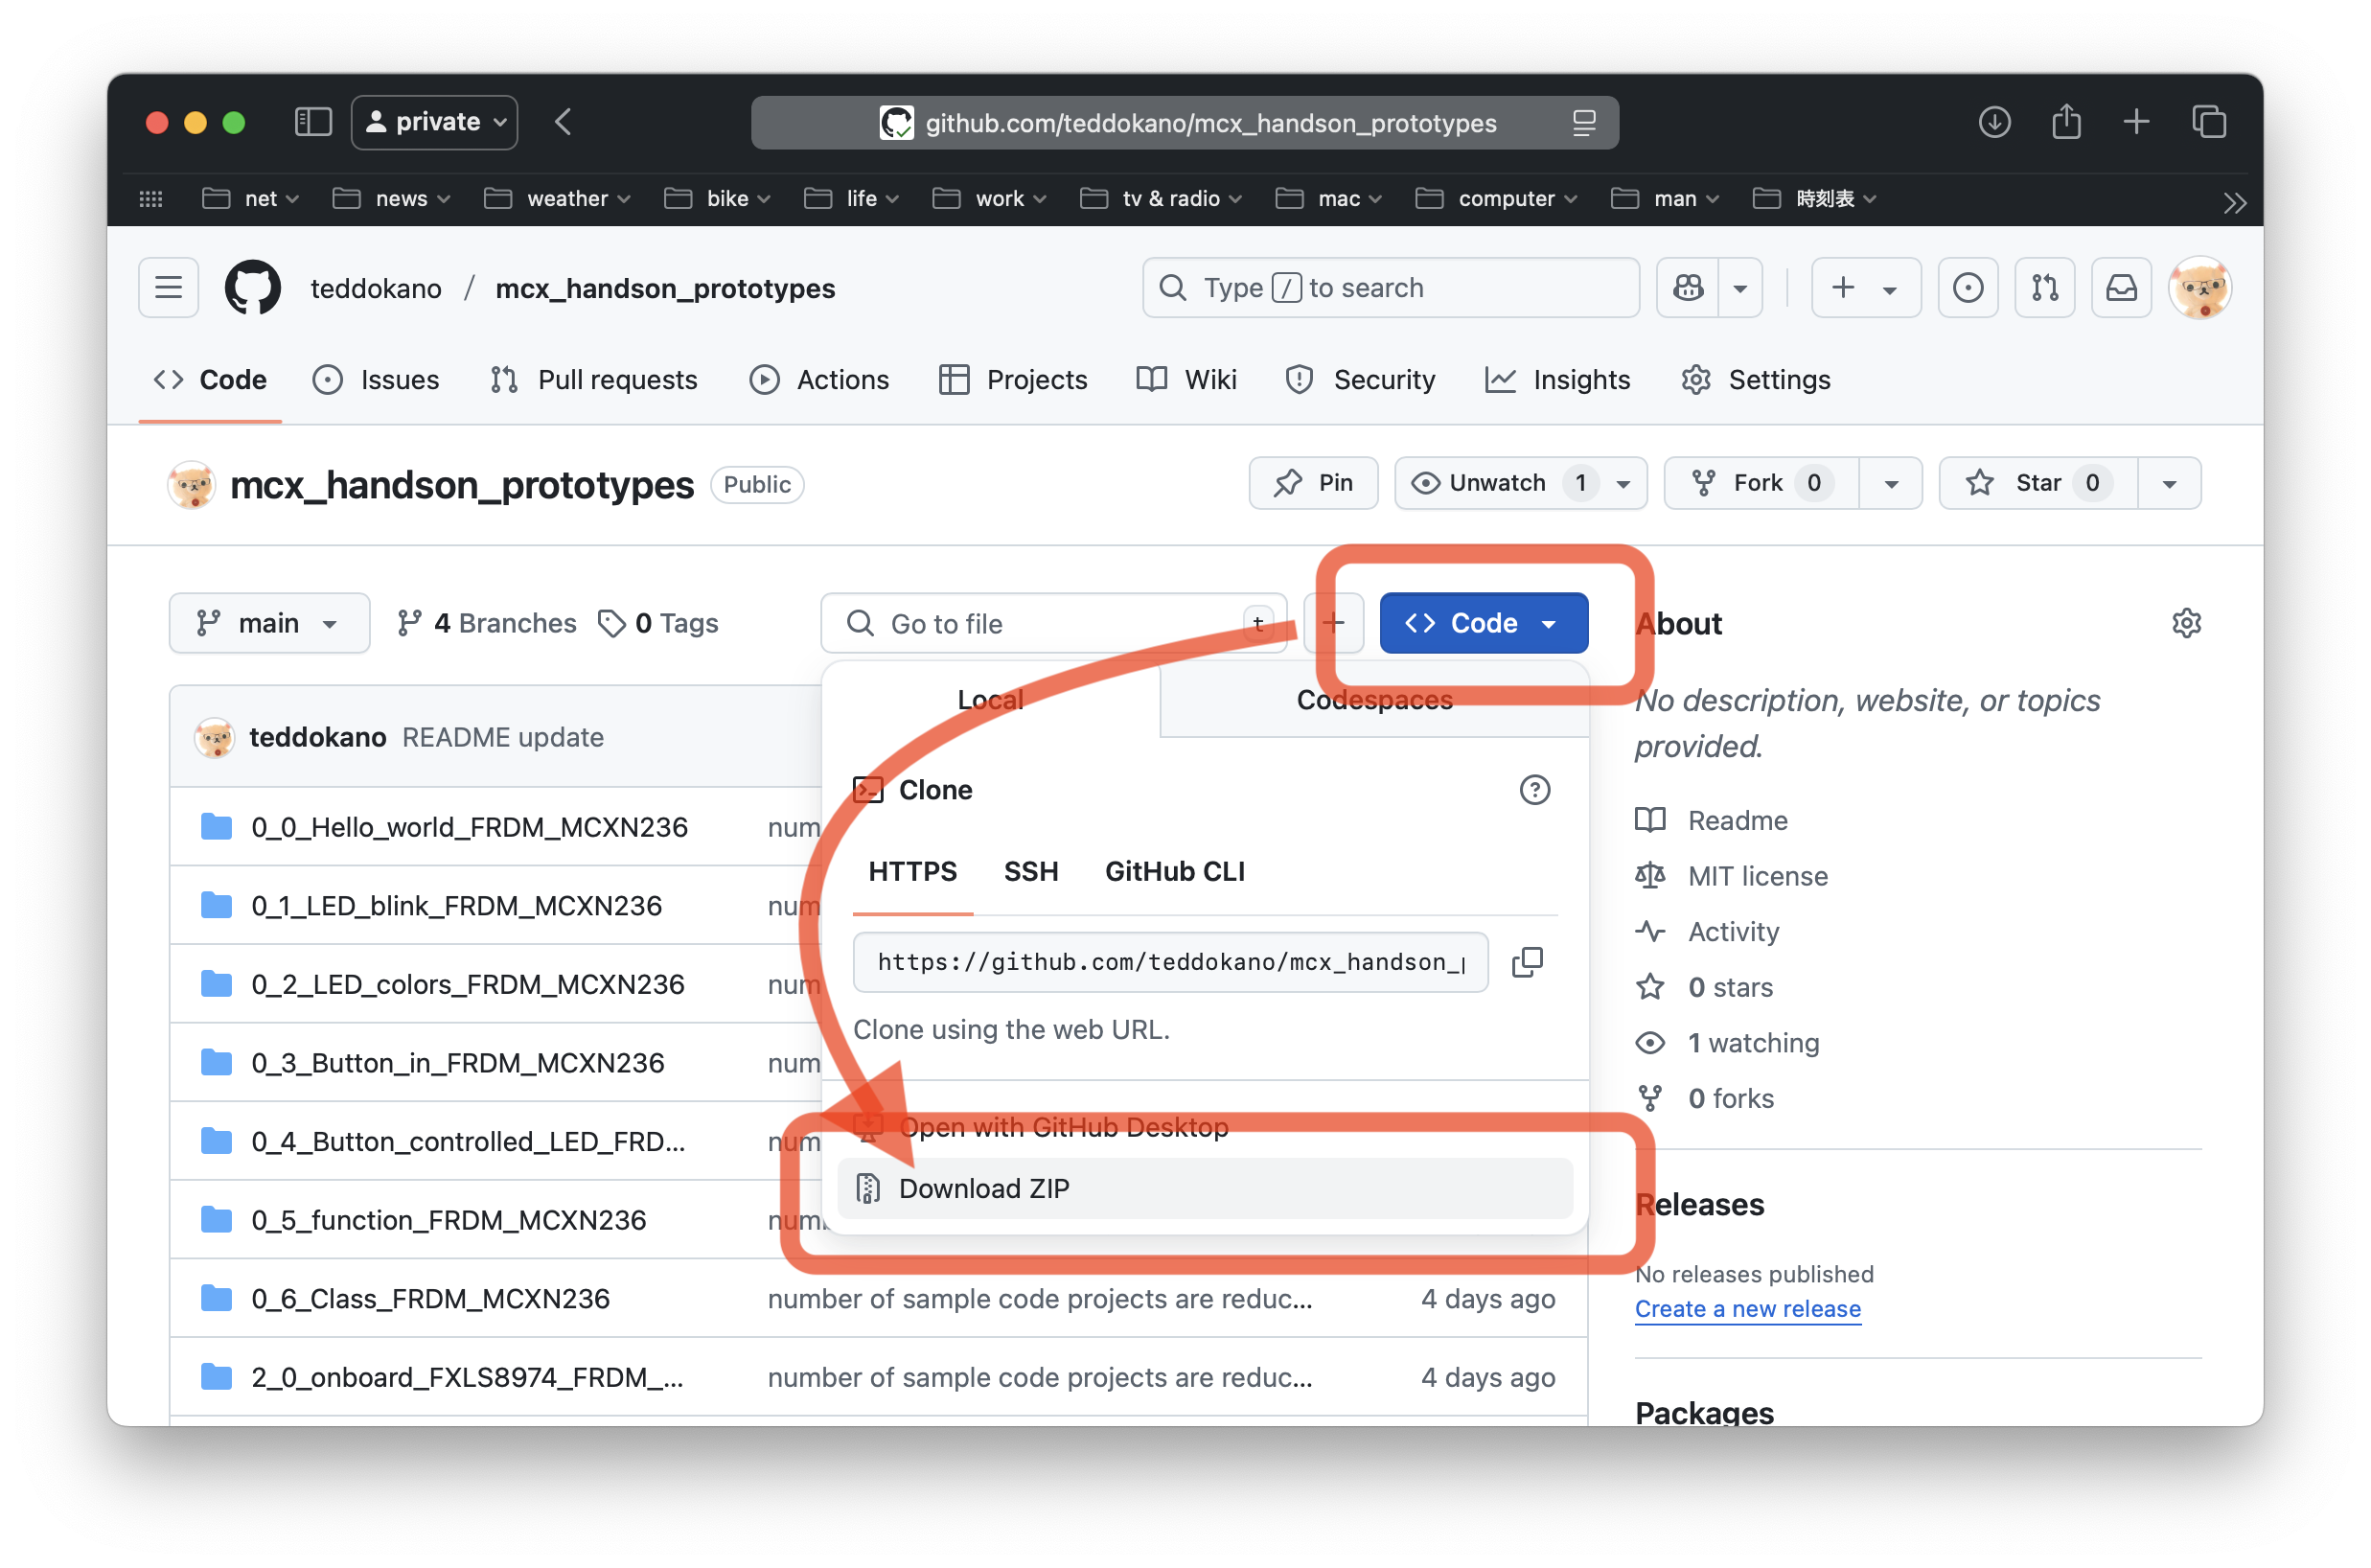 private
github.com/teddokano/mcx_handson_prototypes
net news weather bike life work tv & radio mac computer man 時刻表
teddokano / mcx_handson_prototypes
Type / to search
Code Issues Pull requests Actions Projects Wiki Security Insights Settings
mcx_handson_prototypes Public
Pin Unwatch 1 Fork 0 Star 0
main 4 Branches 0 Tags Go to file t Code
About
No description, website, or topics
provided.
Readme
MIT license
Activity
0 stars
1 watching
0 forks
Releases
No releases published
Create a new release
Packages
Local Codespaces
Clone
HTTPS SSH GitHub CLI
https://github.com/teddokano/mcx_handson_
Clone using the web URL.
Open with GitHub Desktop
Download ZIP
teddokano README update
0_0_Hello_world_FRDM_MCXN236 num
0_1_LED_blink_FRDM_MCXN236 num
0_2_LED_colors_FRDM_MCXN236 num
0_3_Button_in_FRDM_MCXN236 num
0_4_Button_controlled_LED_FRD... num
0_5_function_FRDM_MCXN236 num
0_6_Class_FRDM_MCXN236 number of sample code projects are reduc... 4 days ago
2_0_onboard_FXLS8974_FRDM_... number of sample code projects are reduc... 4 days ago